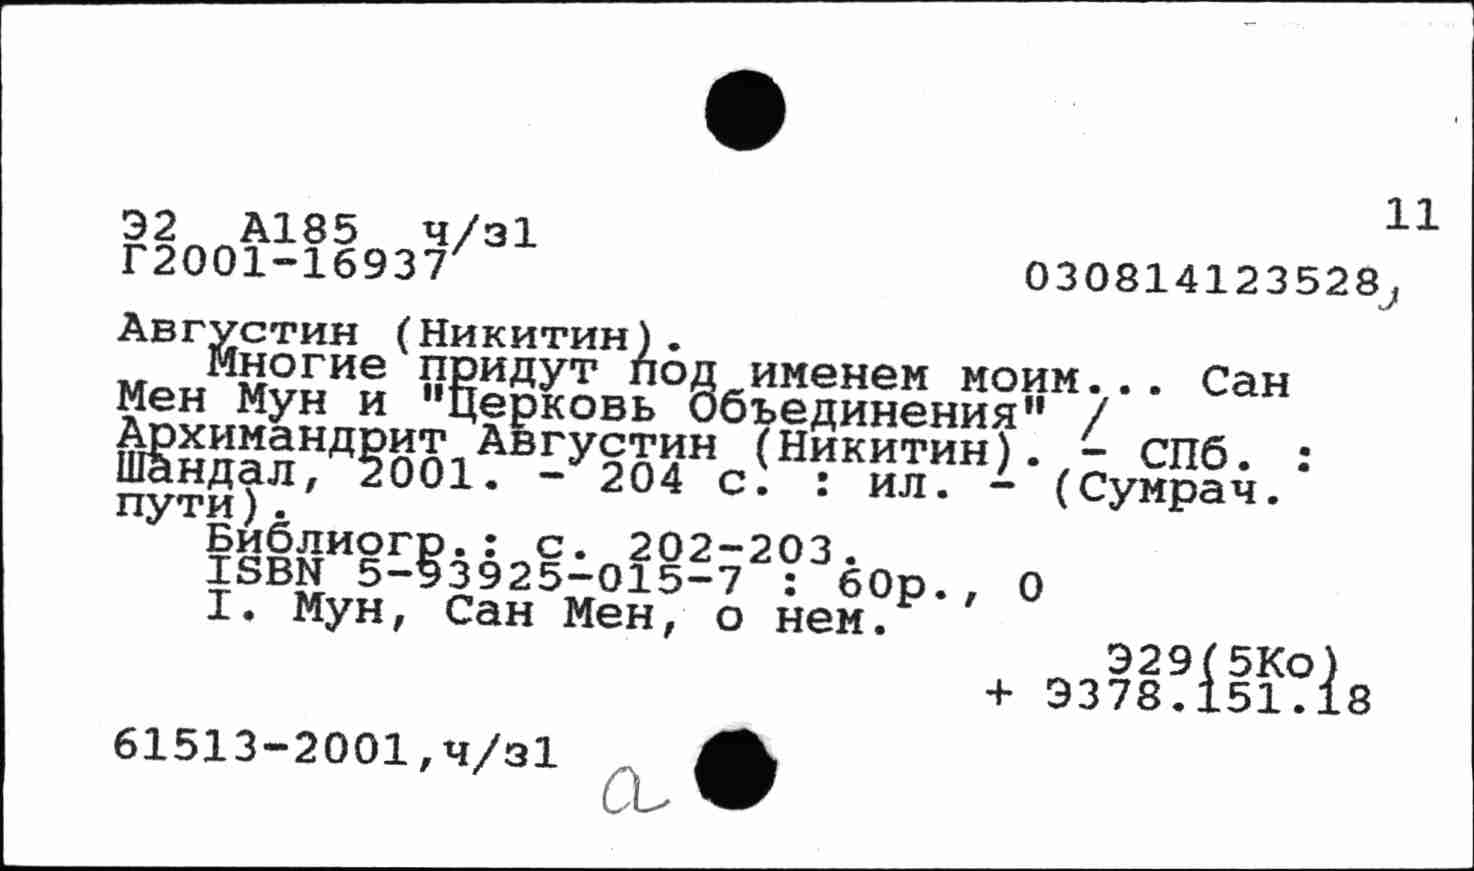 11
Э2 А185 ч/з1
Г2001-16937
030814123528
Августин (Никитин).
Многие придут под именем моим... Сан
Мен Мун и "Церковь Объединения" /
Архимандрит Августин (Никитин). - СПб. :
Шандал, 2001. - 204 с. : ил. - (Сумрач.
пути).
Библиогр.: с. 202-203.
ISBN 5-93925-015-7 : 60р., 0
I. Мун, Сан Мен, о нем.
Э29(5Ко)
+ Э378.151.18
61513-2001,ч/з1
а